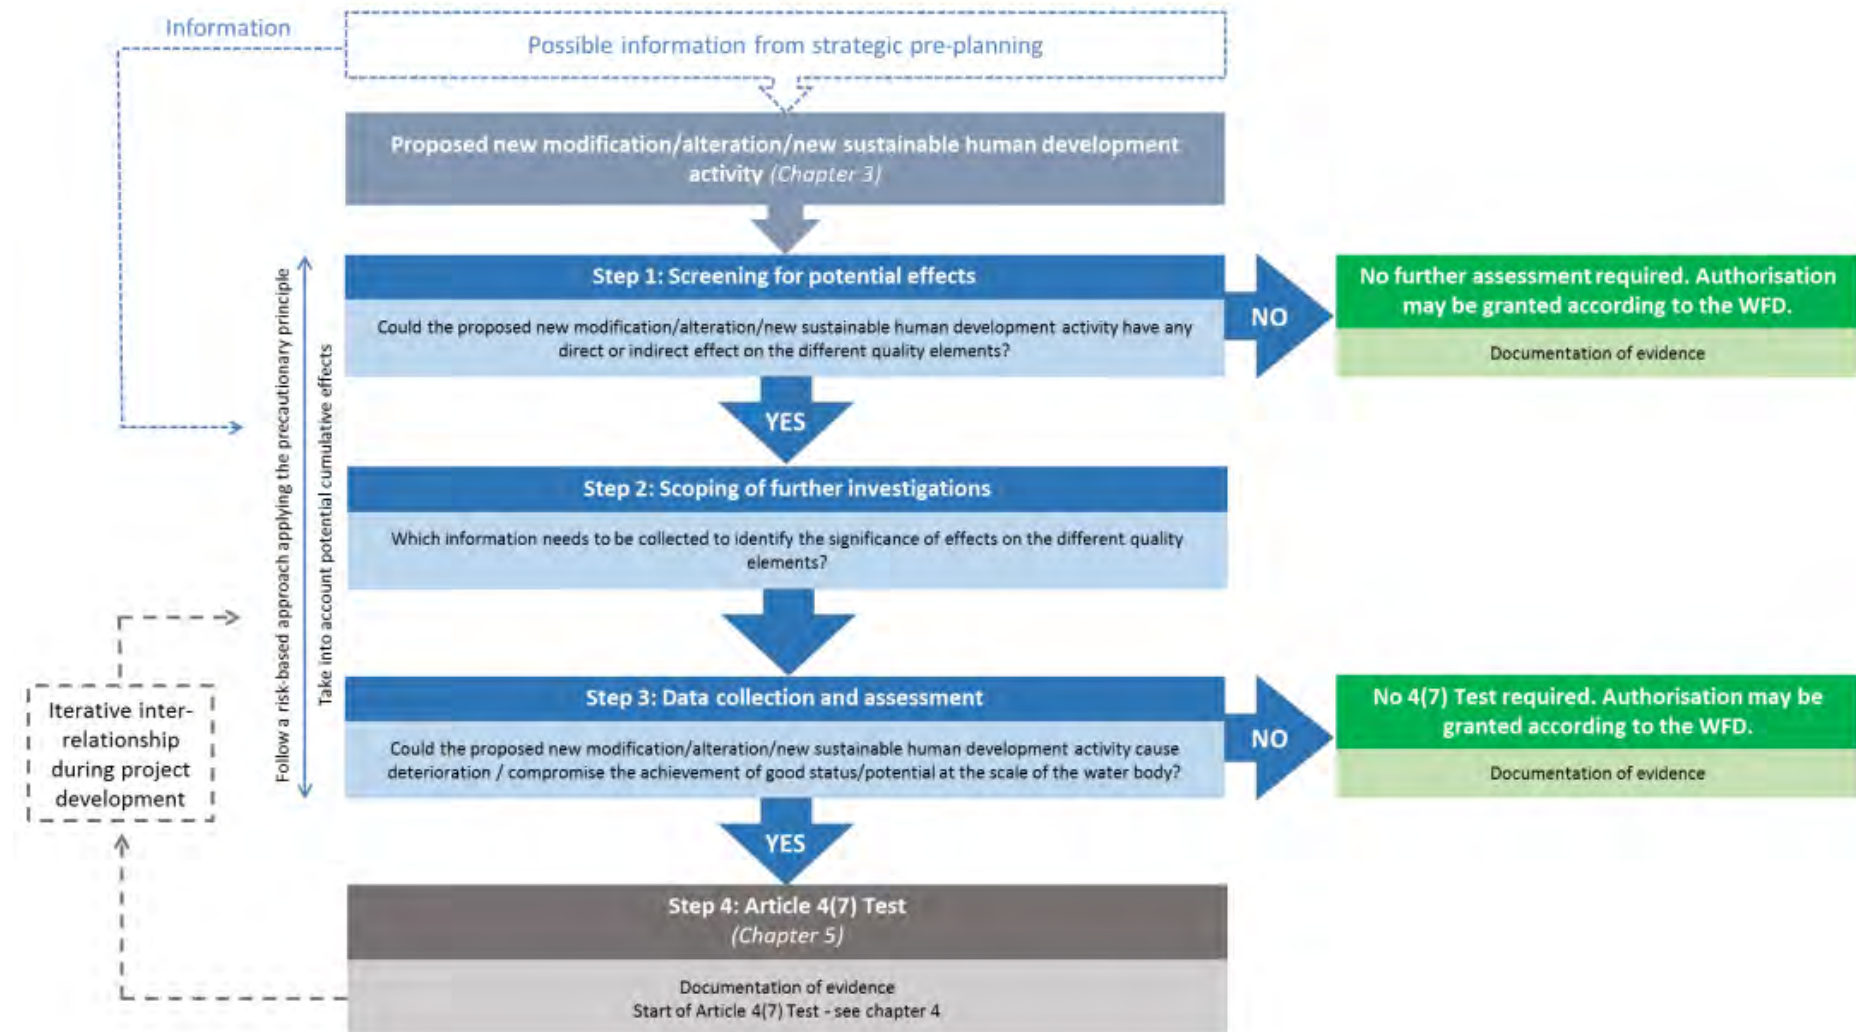 Information
Possible information from strategic pre-planning
Proposed new modification/alteration/new sustainable human development
activity (Chapter 3)
Step 1: Screening for potential effects
Could the proposed new modification/alteration/new sustainable human development activity have any
direct or indirect effect on the different quality elements?
NO
No further assessment required. Authorisation
may be granted according to the WFD.
Documentation of evidence
YES
Follow a risk-based approach applying the precautionary principle
Take into account potential cumulative effects
Step 2: Scoping of further investigations
Which information needs to be collected to identify the significance of effects on the different quality
elements?
Step 3: Data collection and assessment
Could the proposed new modification/alteration/new sustainable human development activity cause
deterioration / compromise the achievement of good status/potential at the scale of the water body?
NO
No 4(7) Test required. Authorisation may be
granted according to the WFD.
Documentation of evidence
Iterative inter-
relationship
during project
development
YES
Step 4: Article 4(7) Test
(Chapter 5)
Documentation of evidence
Start of Article 4(7) Test - see chapter 4